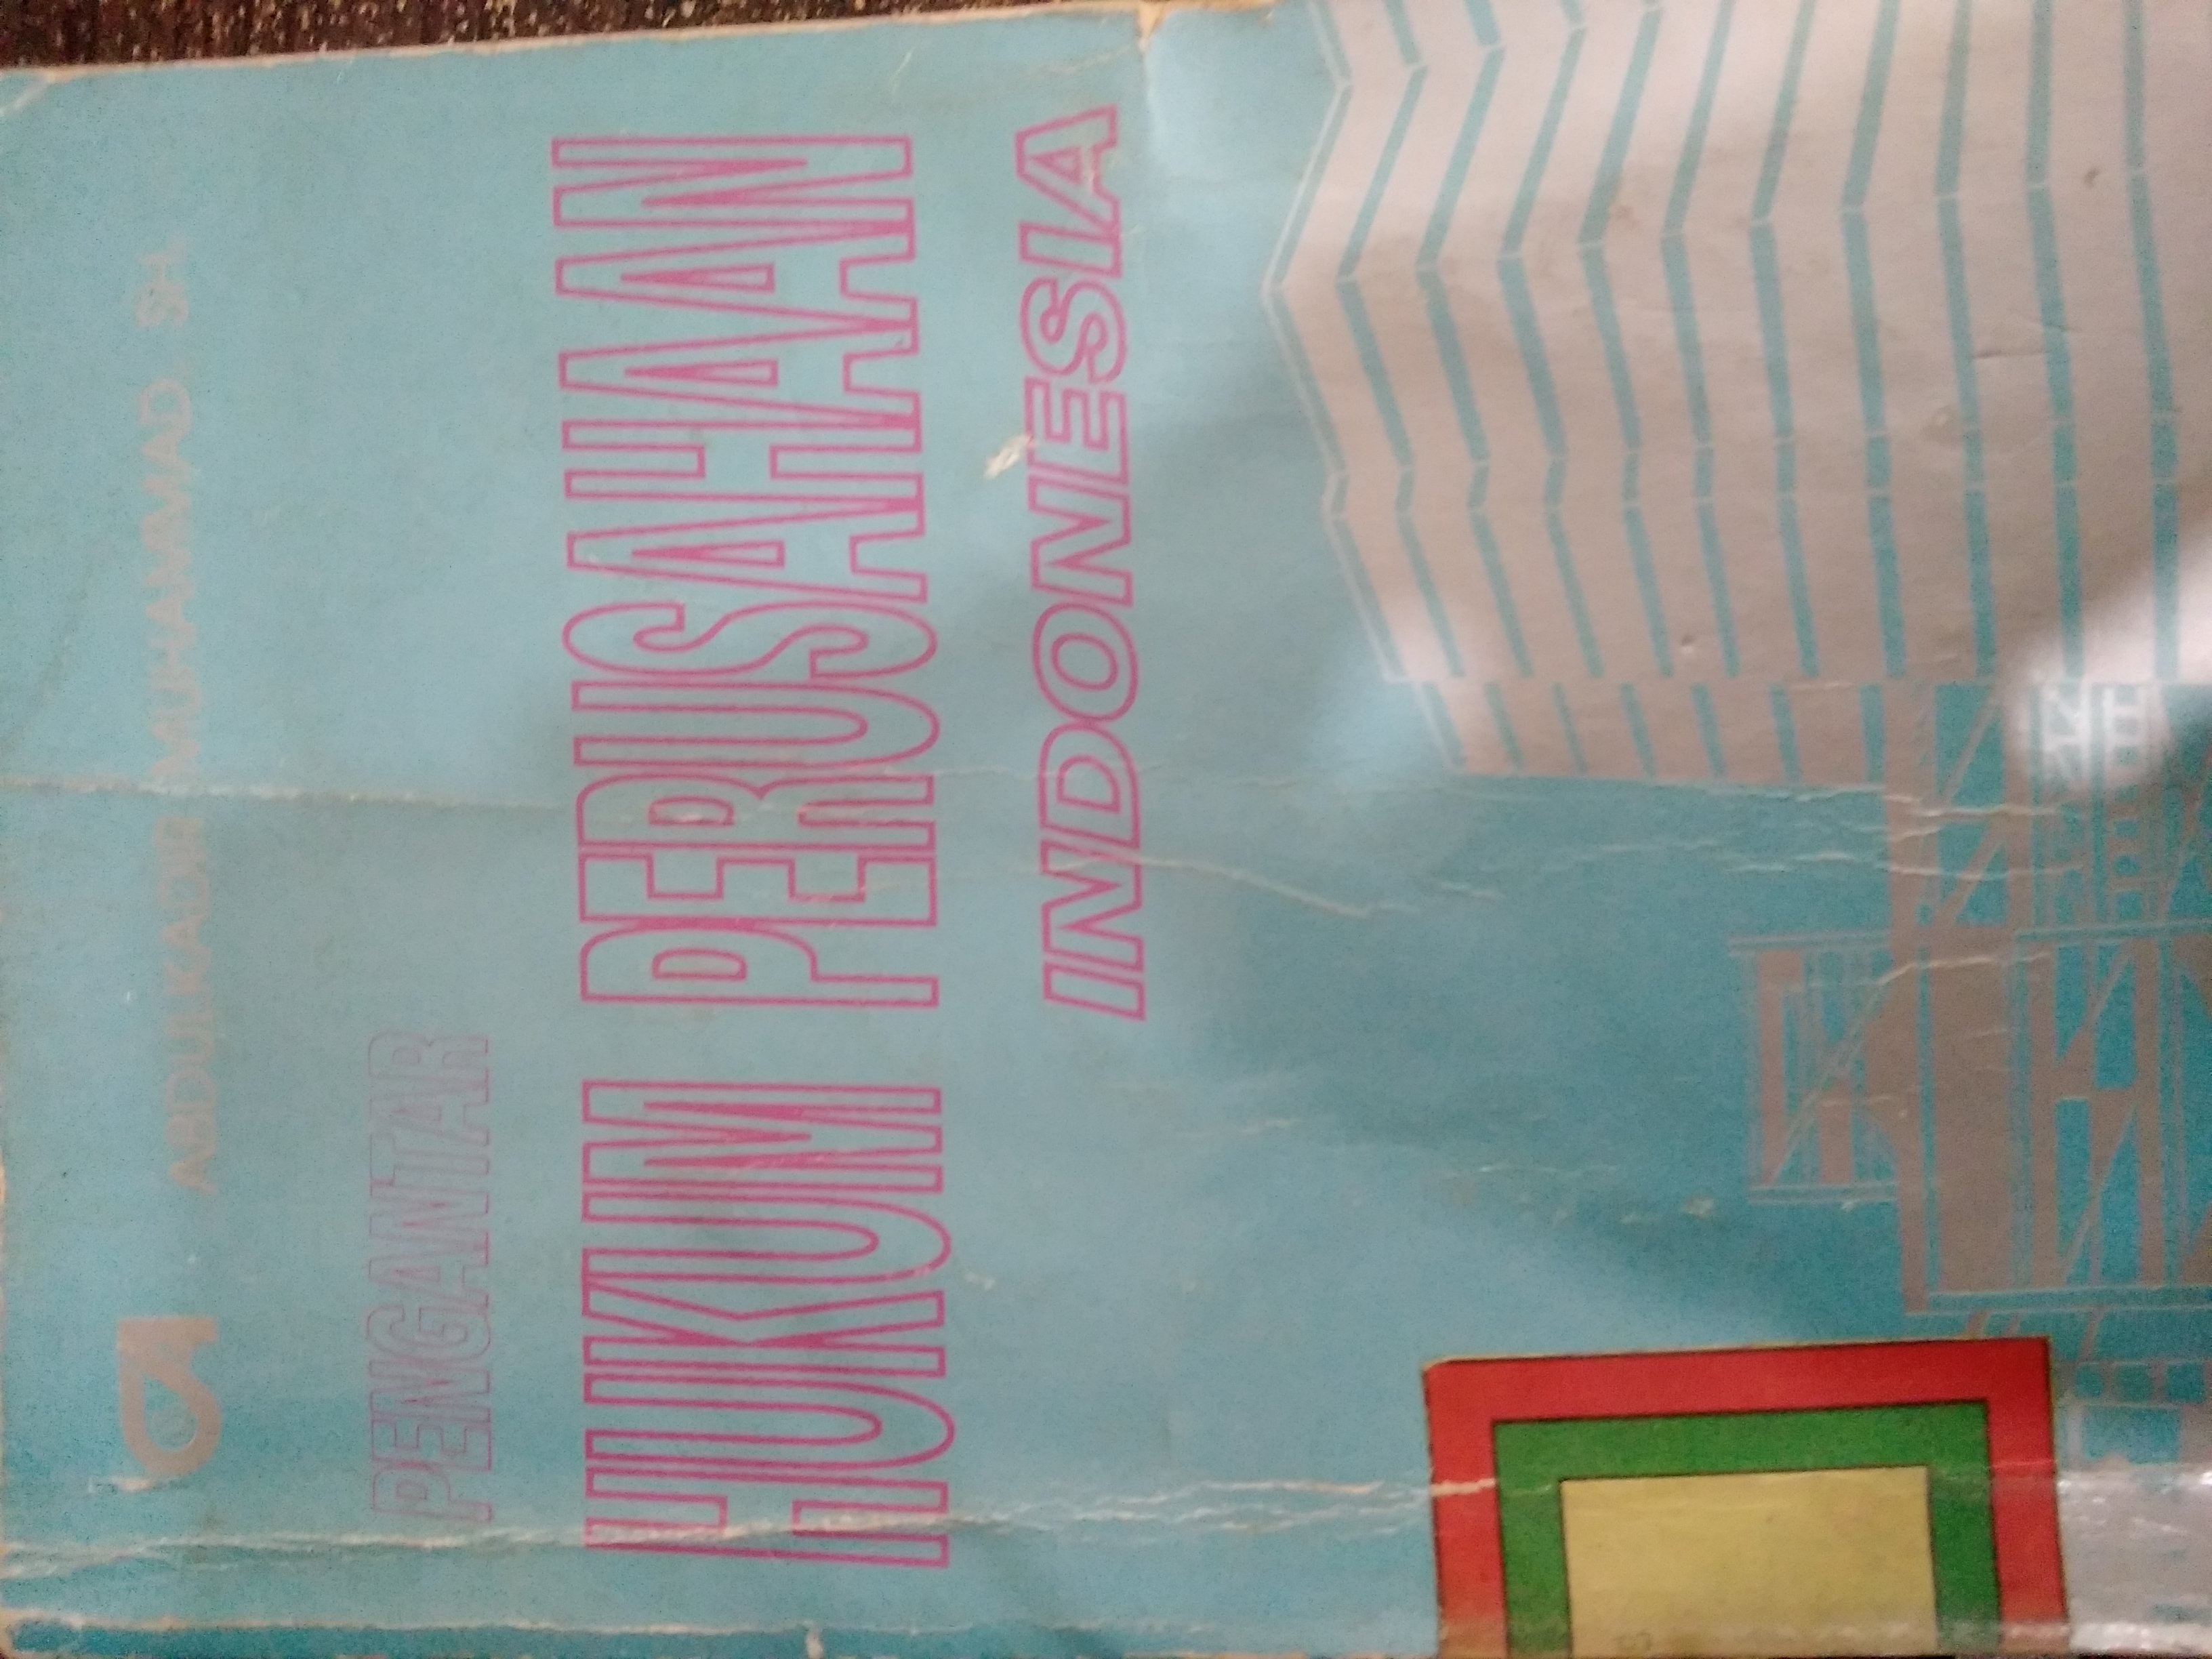 ABDULKADIR MUHAMMAD, SH.
PENGANTAR
HUKUM PERUSAHAAN
INDONESIA